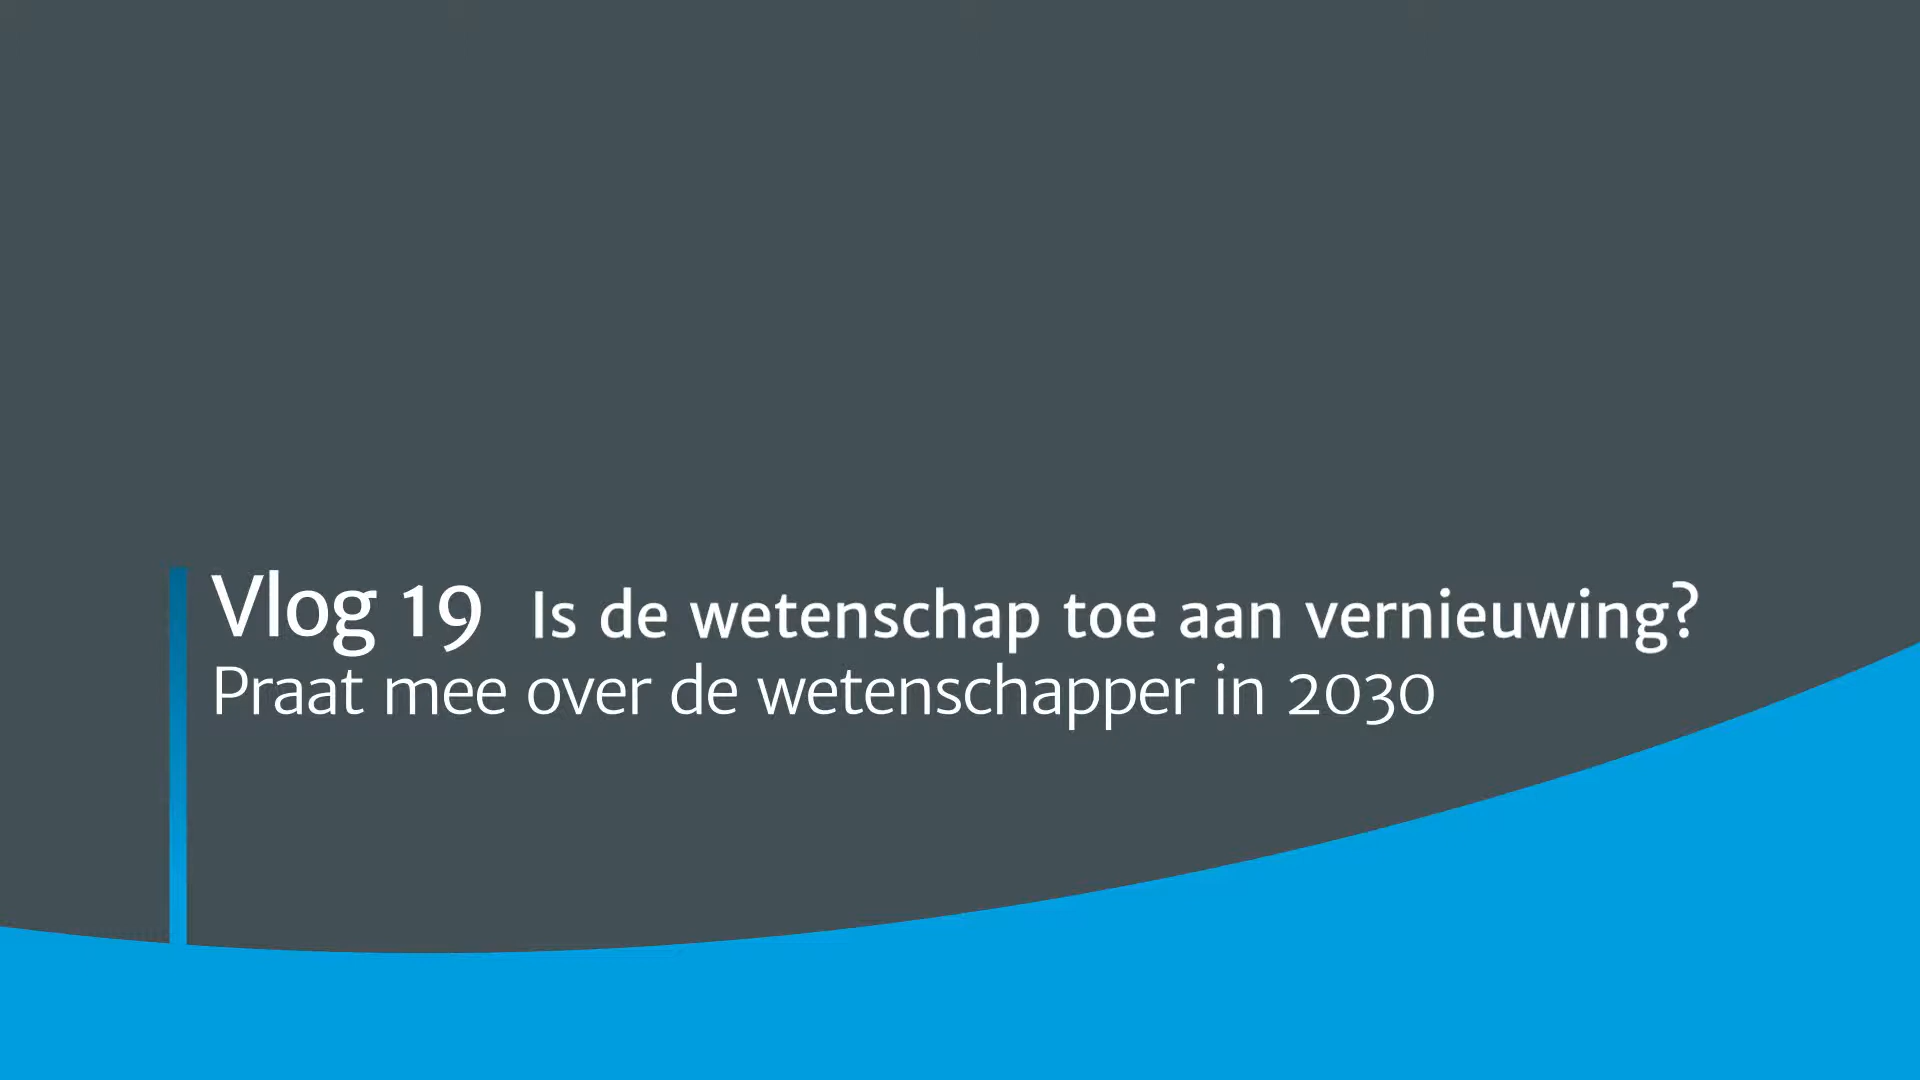 Vlog 19 Is de wetenschap toe aan vernieuwing?
Praat mee over de wetenschapper in 2030